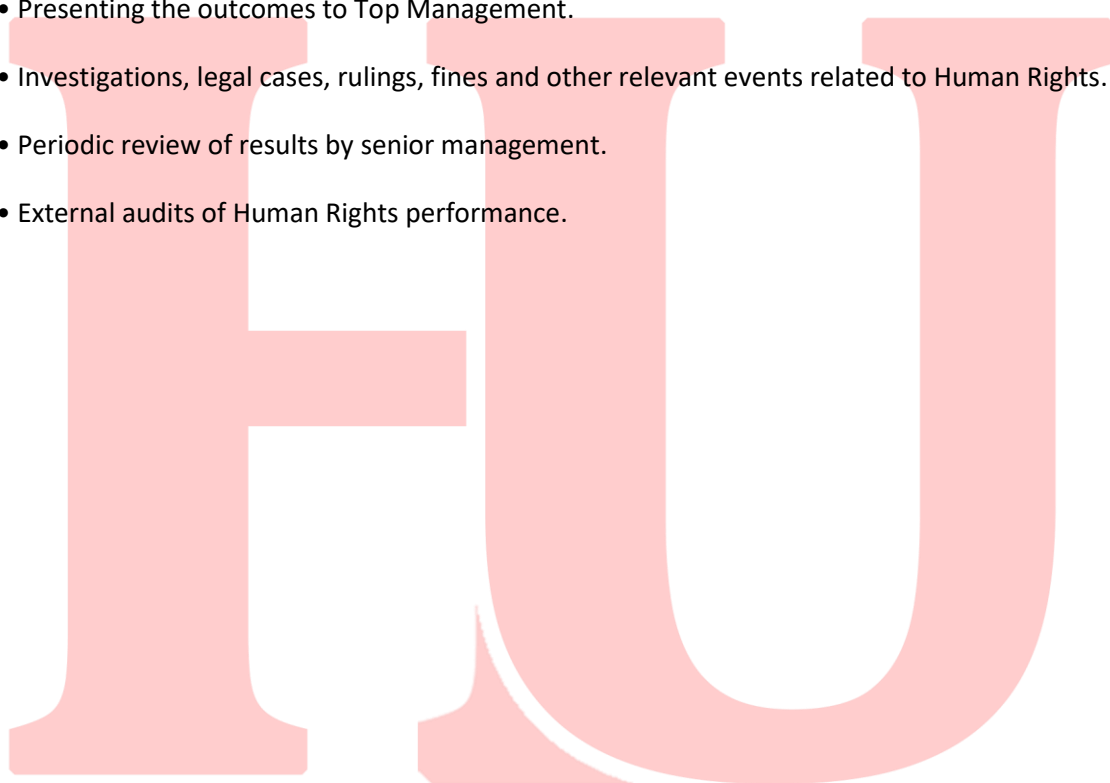 • Presenting the outcomes to Top Management.
• Investigations, legal cases, rulings, fines and other relevant events related to Human Rights.
• Periodic review of results by senior management.
• External audits of Human Rights performance.